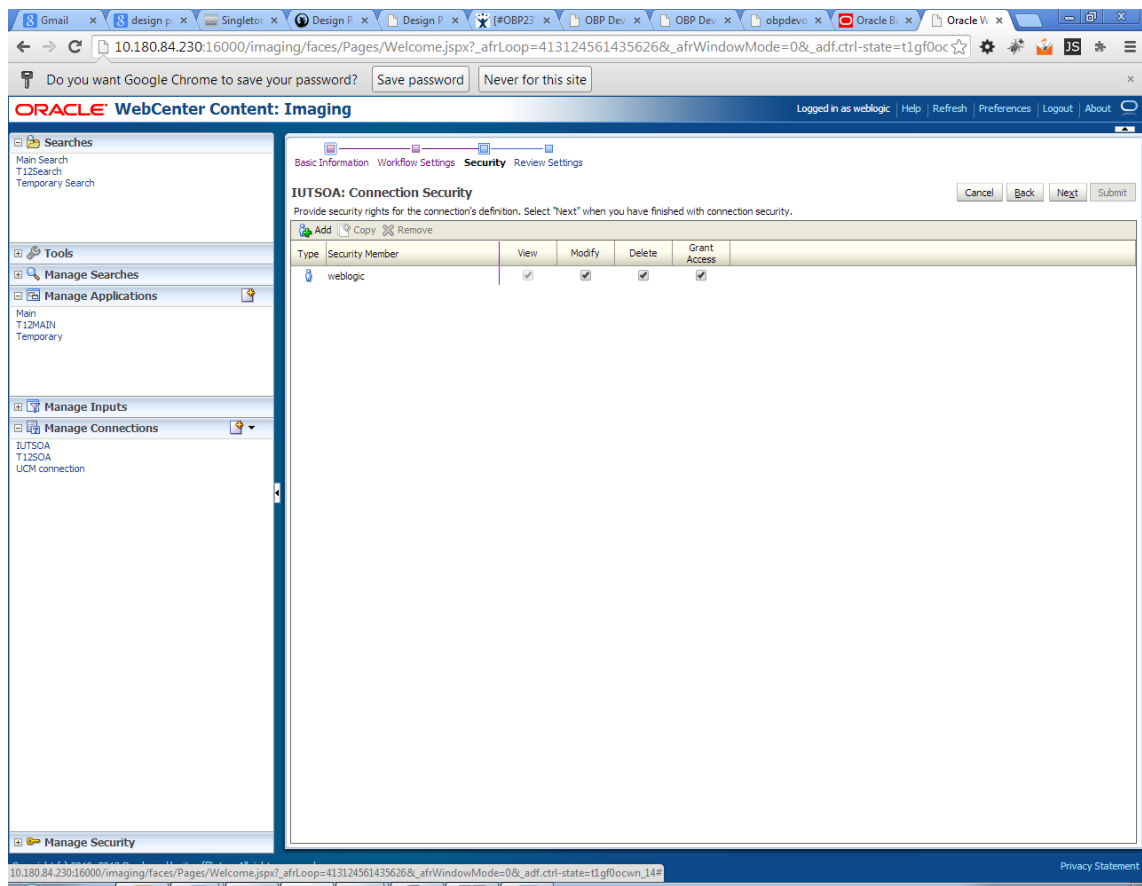 Gmail
design p
Singletor
Design P
Design P
[#OBP23
OBP Dev
OBP Dev
obpdevo
Oracle B
Oracle W
10.180.84.230:16000/imaging/faces/Pages/Welcome.jspx?_afrLoop=413124561435626&_afrWindowMode=0&_adf.ctrl-state=t1gf0oc
JS
Do you want Google Chrome to save your password? Save password Never for this site
ORACLE WebCenter Content: Imaging
Logged in as weblogic Help Refresh Preferences Logout About
Searches
Main Search
T12Search
Temporary Search
Tools
Manage Searches
Manage Applications
Main
T12MAIN
Temporary
Manage Inputs
Manage Connections
IUTSOA
T12SOA
UCM connection
Manage Security
Basic Information Workflow Settings Security Review Settings
IUTSOA: Connection Security
Cancel Back Next Submit
Provide security rights for the connection's definition. Select "Next" when you have finished with connection security.
Add Copy Remove
Type Security Member View Modify Delete Grant Access
weblogic
Privacy Statement
10.180.84.230:16000/imaging/faces/Pages/Welcome.jspx?_afrLoop=413124561435626&_afrWindowMode=0&_adf.ctrl-state=t1gf0ocwn_14#